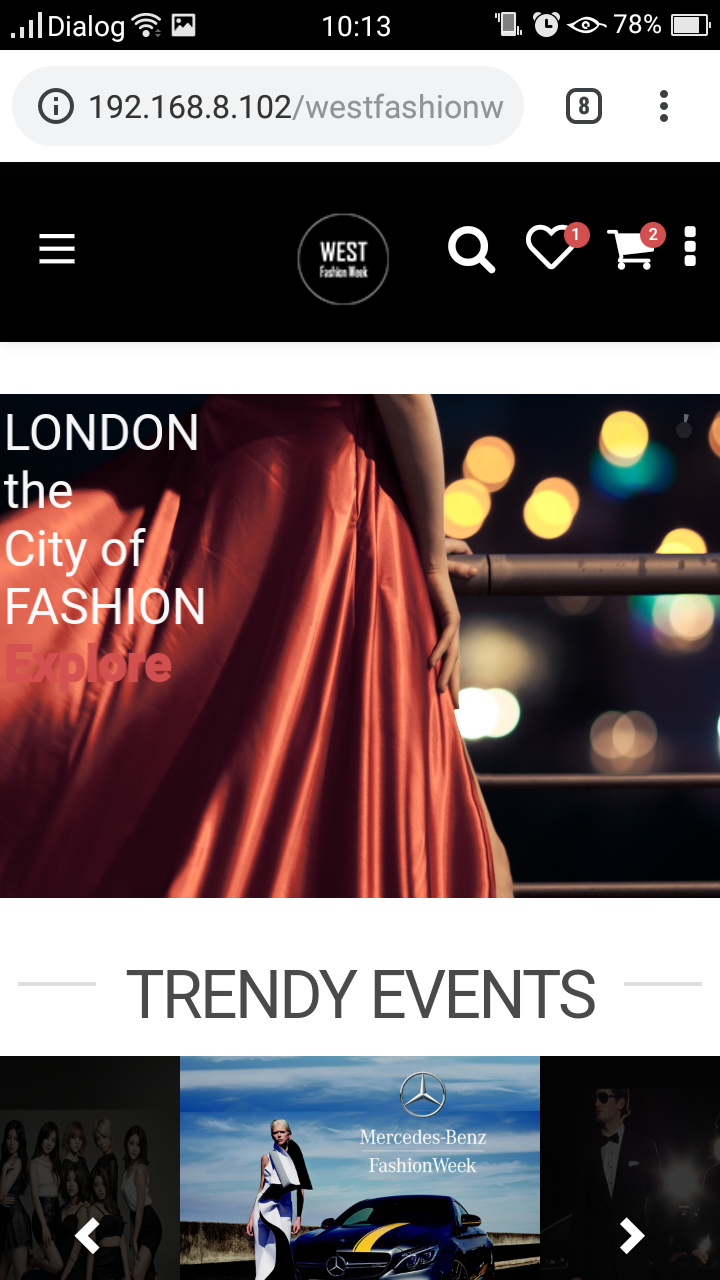 Dialog 10:13 78%
192.168.8.102/westfashionw 8
WEST
Fashion Week
1
2
LONDON
the
City of
FASHION
Explore
TRENDY EVENTS
Mercedes-Benz
FashionWeek